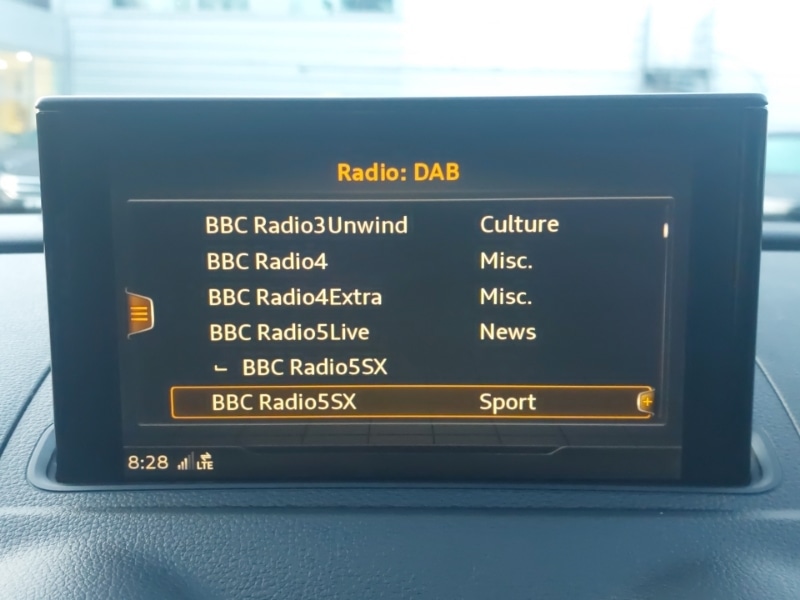 Radio: DAB
BBC Radio3Unwind Culture
BBC Radio4 Misc.
BBC Radio4Extra Misc.
BBC Radio5Live News
BBC Radio5SX
BBC Radio5SX Sport
8:28 LTE